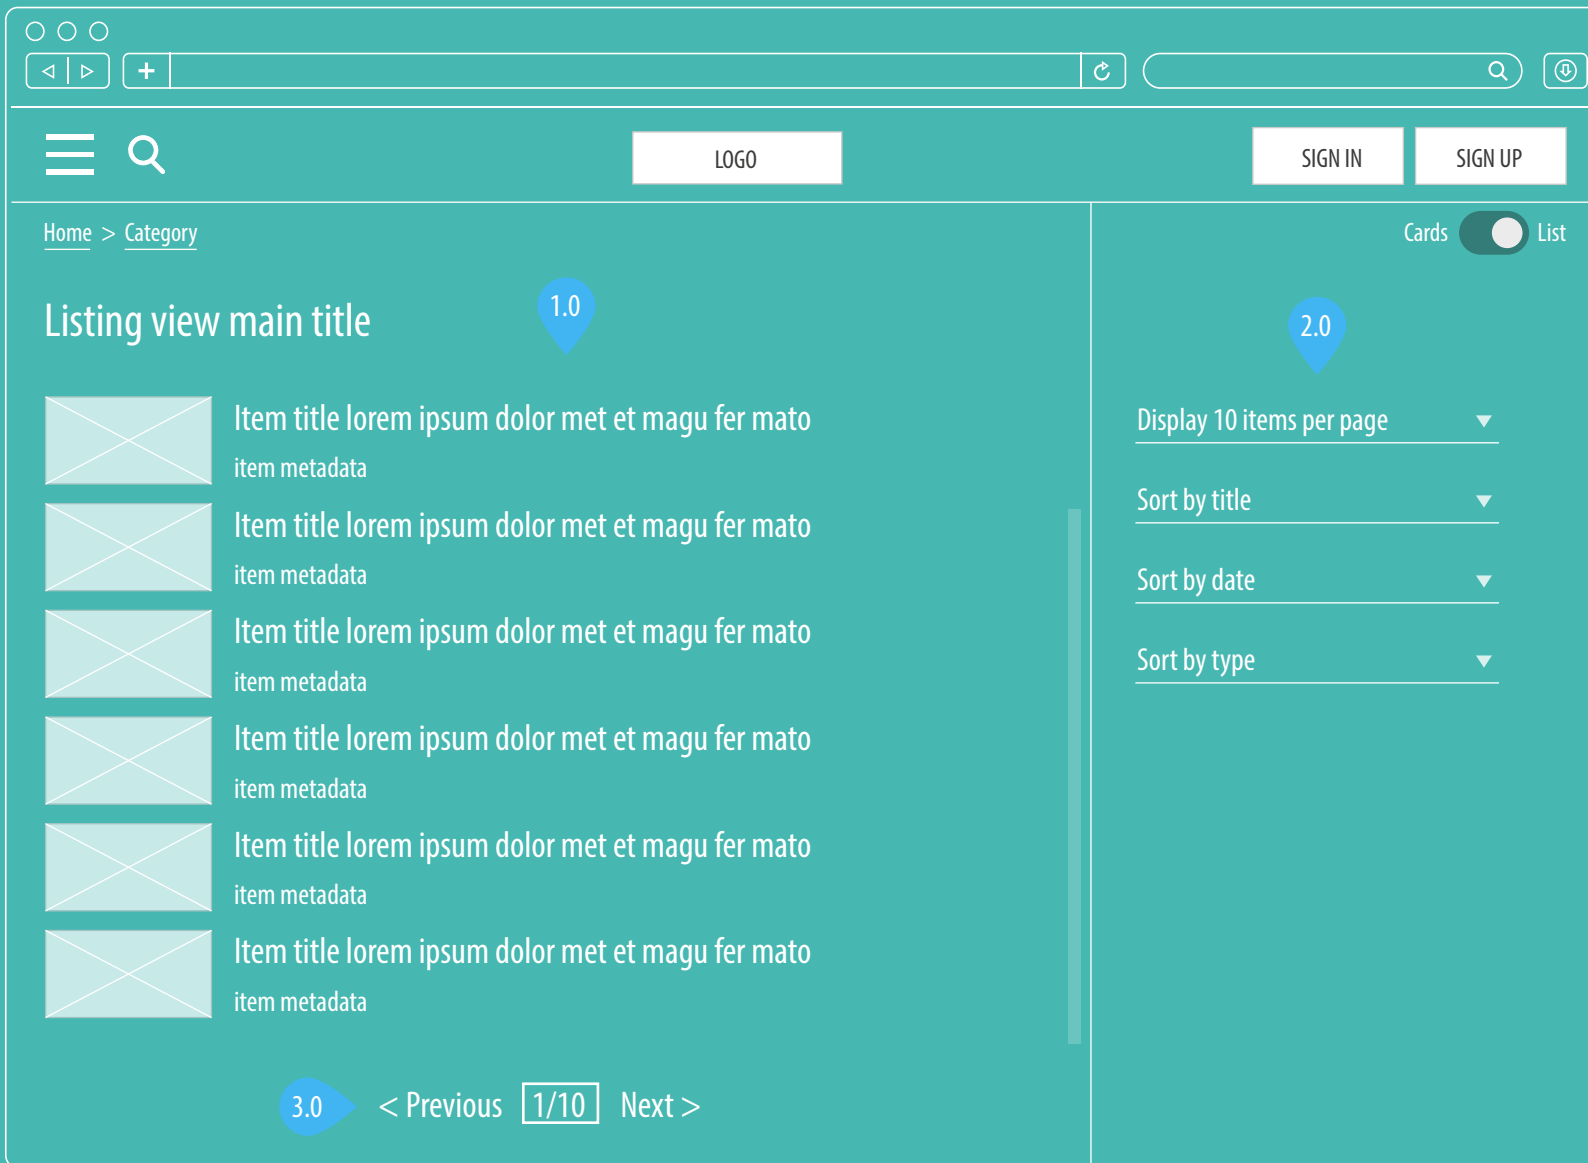 LOGO
SIGN IN
SIGN UP
Home > Category
Cards
List
Listing view main title
1.0
2.0
Item title lorem ipsum dolor met et magu fer mato
item metadata
Item title lorem ipsum dolor met et magu fer mato
item metadata
Item title lorem ipsum dolor met et magu fer mato
item metadata
Item title lorem ipsum dolor met et magu fer mato
item metadata
Item title lorem ipsum dolor met et magu fer mato
item metadata
Item title lorem ipsum dolor met et magu fer mato
item metadata
Display 10 items per page
Sort by title
Sort by date
Sort by type
3.0
< Previous 1/10 Next >